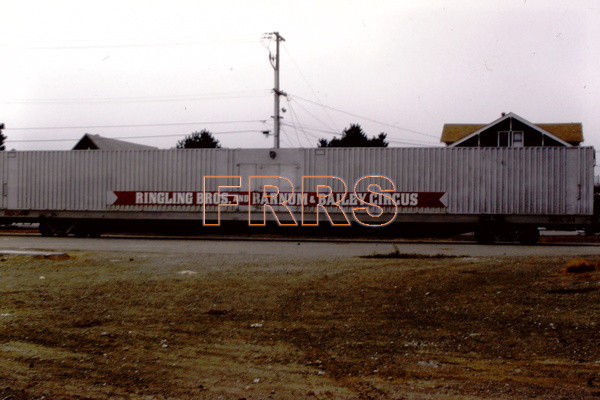 RINGLING BROS. AND BARNUM & BAILEY CIRCUS
FRRS